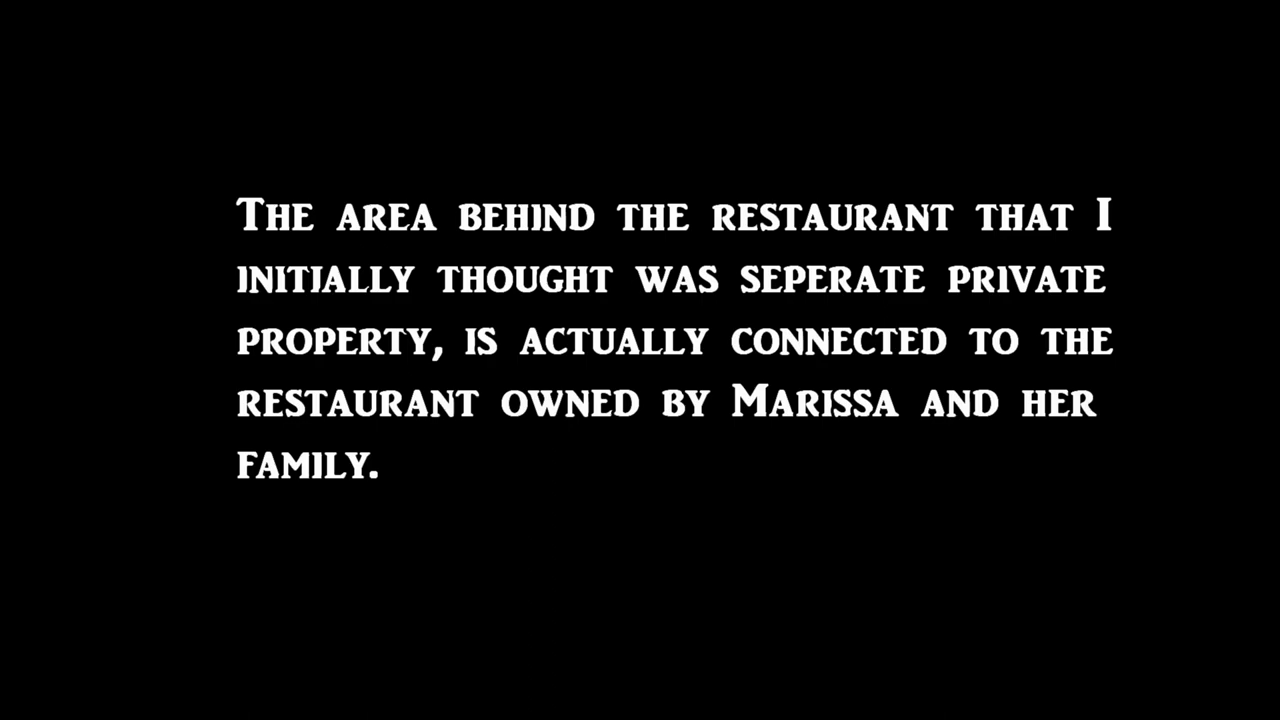 The area behind the restaurant that I
initially thought was seperate private
property, is actually connected to the
restaurant owned by Marissa and her
family.